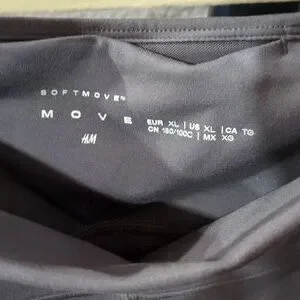 SOFTMOVE™
MOVE
H&M
EUR XL | US XL | CA TG
CN 180/100C | MX XG